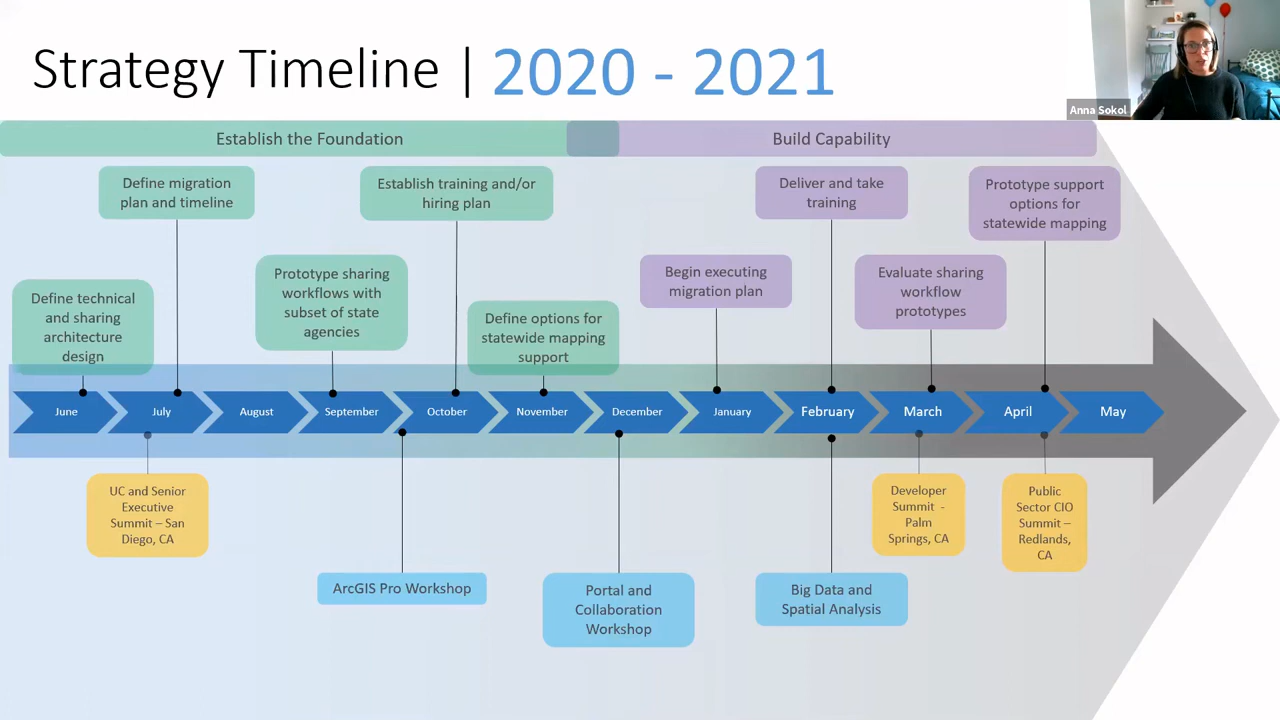 Strategy Timeline | 2020 - 2021
Anna Sokol
Establish the Foundation
Build Capability
Define migration
plan and timeline
Establish training and/or
hiring plan
Deliver and take
training
Prototype support
options for
statewide mapping
Define technical
and sharing
architecture
design
Prototype sharing
workflows with
subset of state
agencies
Define options for
statewide mapping
support
Begin executing
migration plan
Evaluate sharing
workflow
prototypes
June
July
August
September
October
November
December
January
February
March
April
May
UC and Senior
Executive
Summit – San
Diego, CA
Developer
Summit -
Palm
Springs, CA
Public
Sector CIO
Summit –
Redlands,
CA
ArcGIS Pro Workshop
Portal and
Collaboration
Workshop
Big Data and
Spatial Analysis